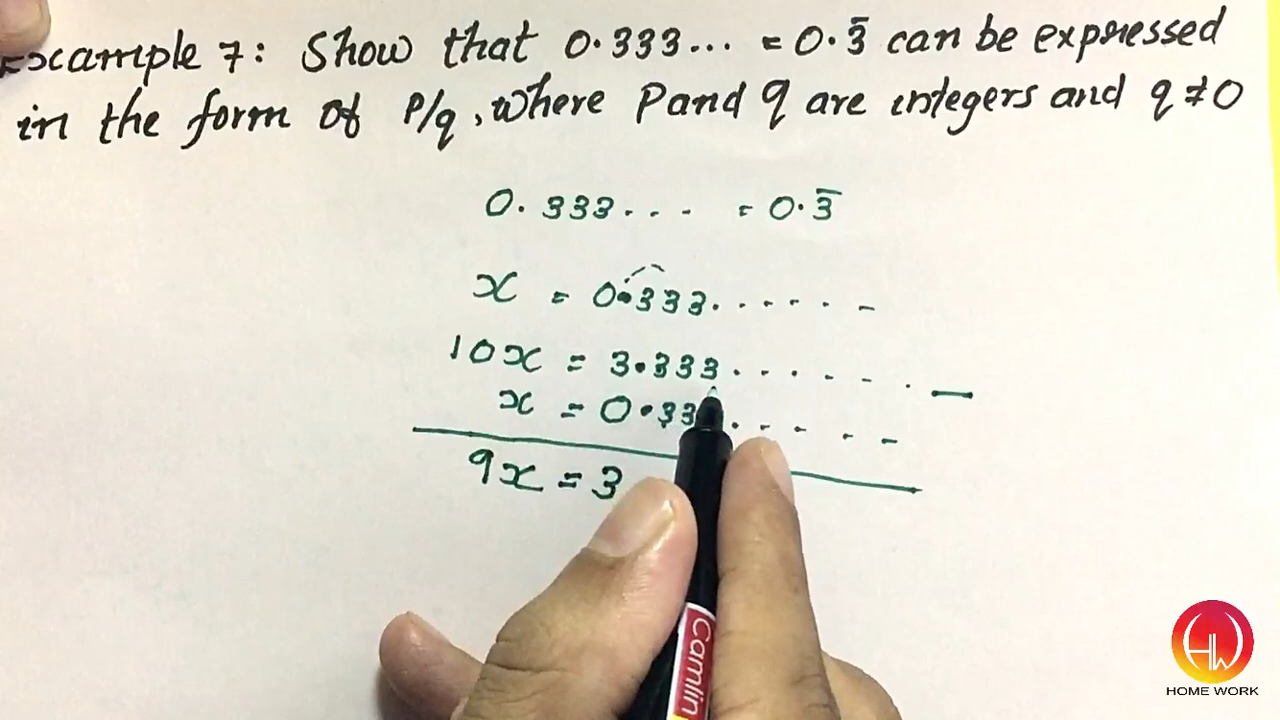 Example 7: Show that 0.333... = 0.3̅ can be expressed
in the form of P/q, where P and q are integers and q ≠ 0
0.333... = 0.3̅
x = 0.333.......
10x = 3.333....... —
x = 0.33.....
9x = 3
Camlin
HW
HOME WORK